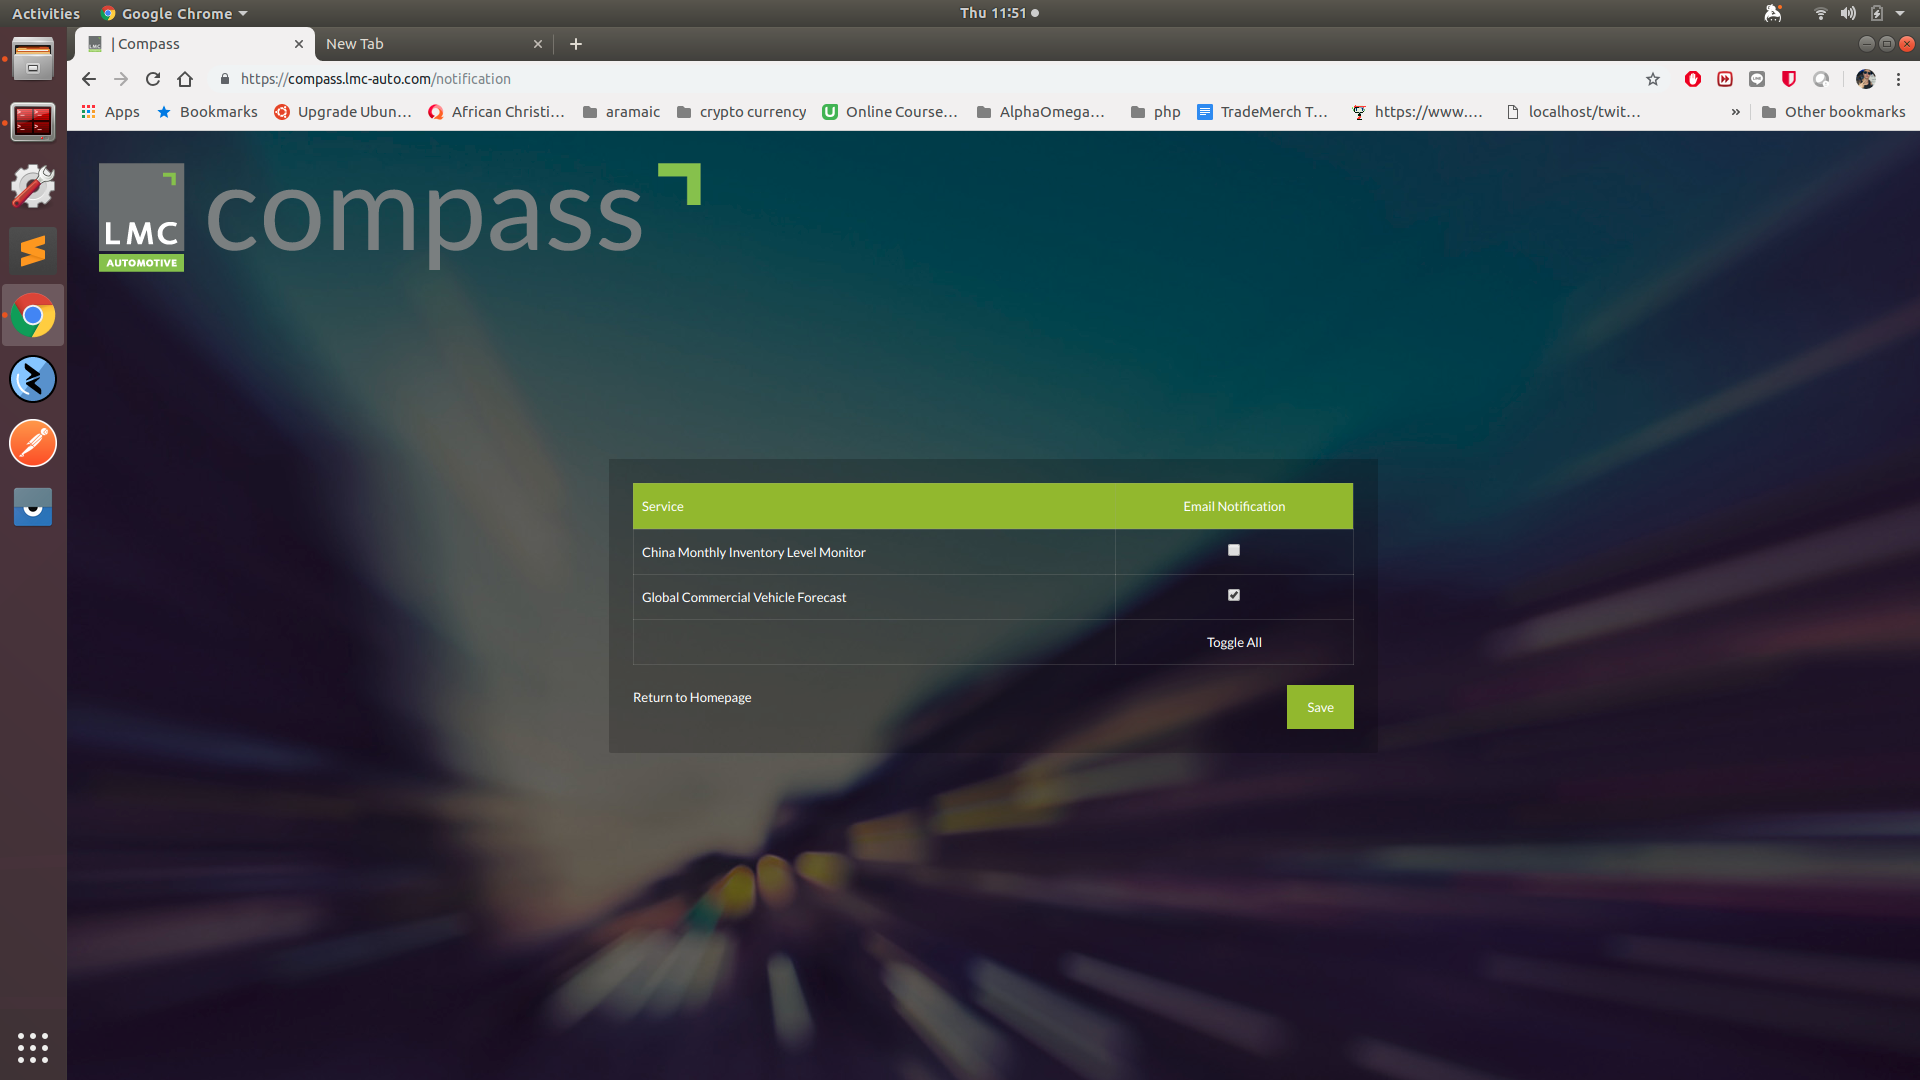 Activities
Google Chrome
Thu 11:51
| Compass
New Tab
https://compass.lmc-auto.com/notification
Apps
Bookmarks
Upgrade Ubun...
African Christi...
aramaic
crypto currency
Online Course...
AlphaOmega...
php
TradeMerch T...
https://www....
localhost/twit...
»
Other bookmarks
LMC
AUTOMOTIVE
compass
Service
Email Notification
China Monthly Inventory Level Monitor
Global Commercial Vehicle Forecast
Toggle All
Return to Homepage
Save